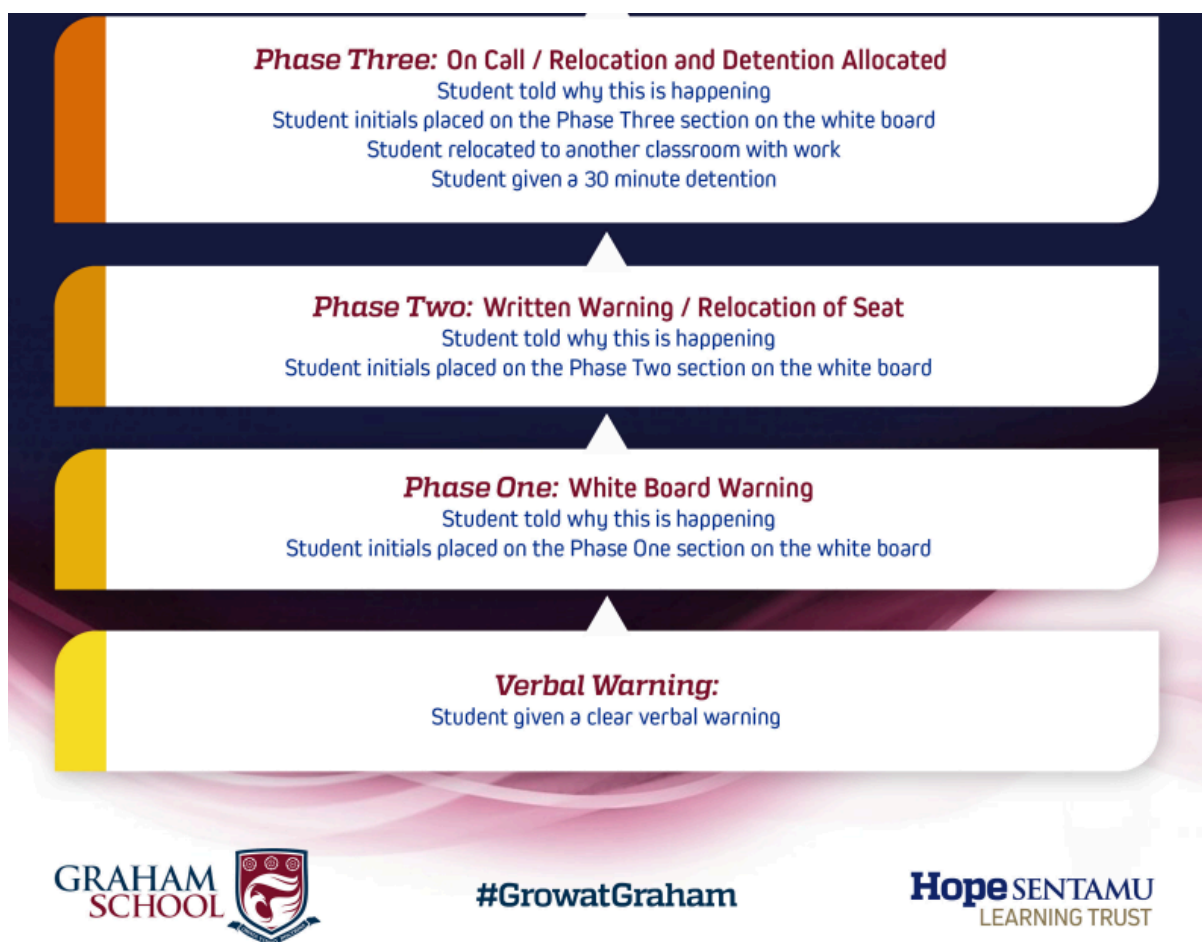 Phase Three: On Call / Relocation and Detention Allocated
Student told why this is happening
Student initials placed on the Phase Three section on the white board
Student relocated to another classroom with work
Student given a 30 minute detention
Phase Two: Written Warning / Relocation of Seat
Student told why this is happening
Student initials placed on the Phase Two section on the white board
Phase One: White Board Warning
Student told why this is happening
Student initials placed on the Phase One section on the white board
Verbal Warning:
Student given a clear verbal warning
GRAHAM
SCHOOL
#GrowatGraham
Hope SENTAMU
LEARNING TRUST